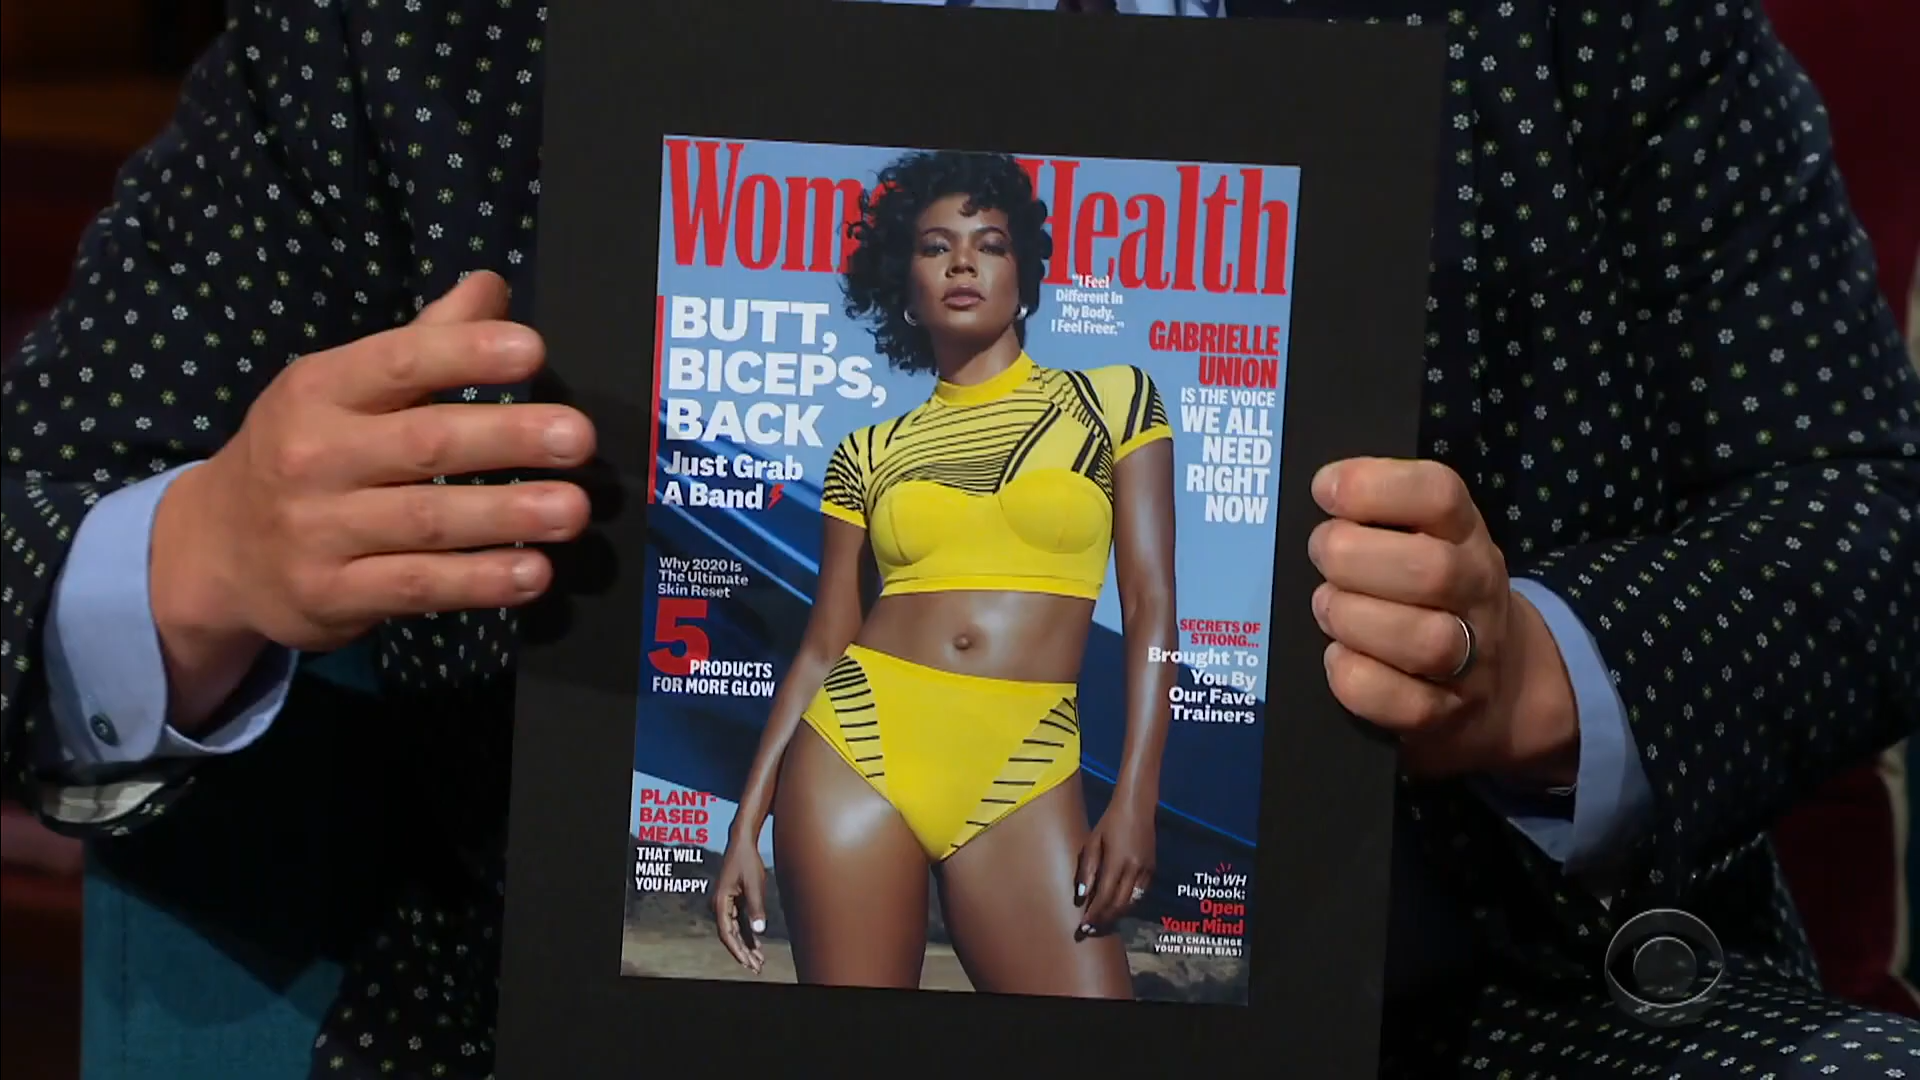 Wom Health
"I Feel
Different In
My Body.
I Feel Freer."
BUTT,
BICEPS,
BACK
Just Grab
A Band
GABRIELLE
UNION
IS THE VOICE
WE ALL
NEED
RIGHT
NOW
Why 2020 Is
The Ultimate
Skin Reset
5
PRODUCTS
FOR MORE GLOW
SECRETS OF
STRONG...
Brought To
You By
Our Fave
Trainers
PLANT-
BASED
MEALS
THAT WILL
MAKE
YOU HAPPY
The WH
Playbook:
Open
Your Mind
(AND CHALLENGE
YOUR INNER BIAS)